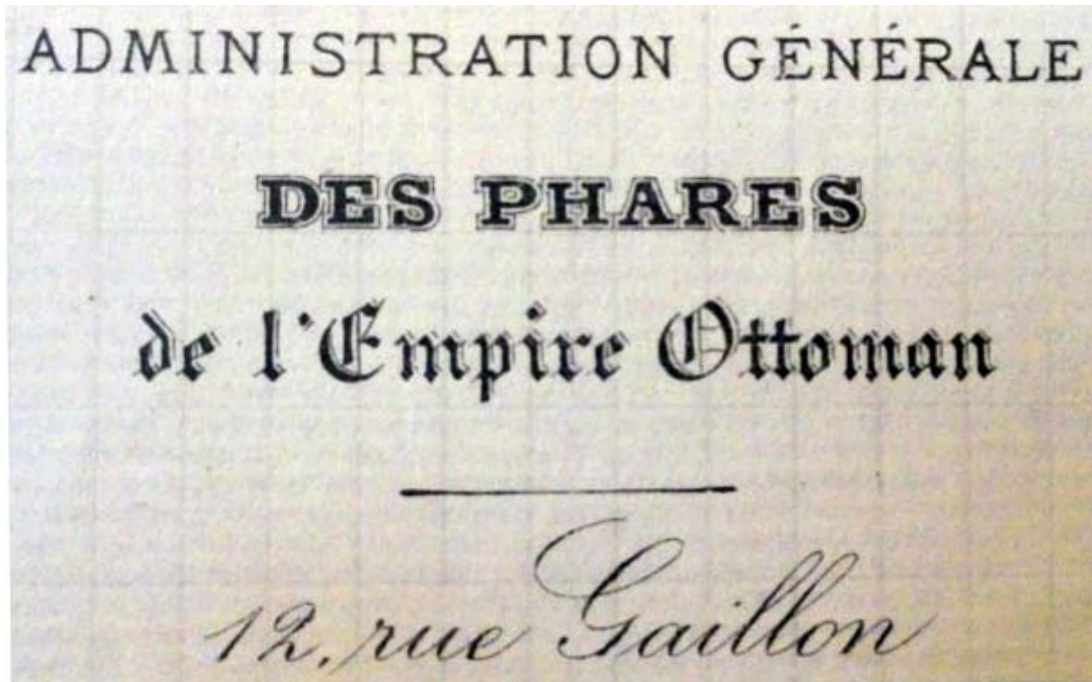 ADMINISTRATION GÉNÉRALE
DES PHARES
de l'Empire Ottoman
12, rue Gaillon